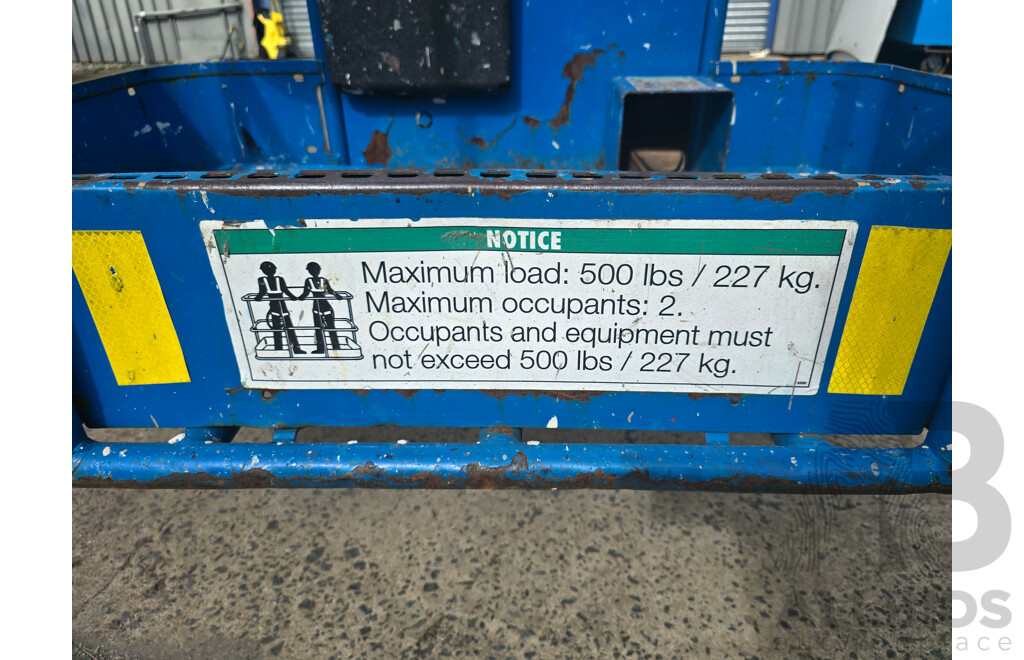 NOTICE
Maximum load: 500 lbs / 227 kg.
Maximum occupants: 2.
Occupants and equipment must
not exceed 500 lbs / 227 kg.